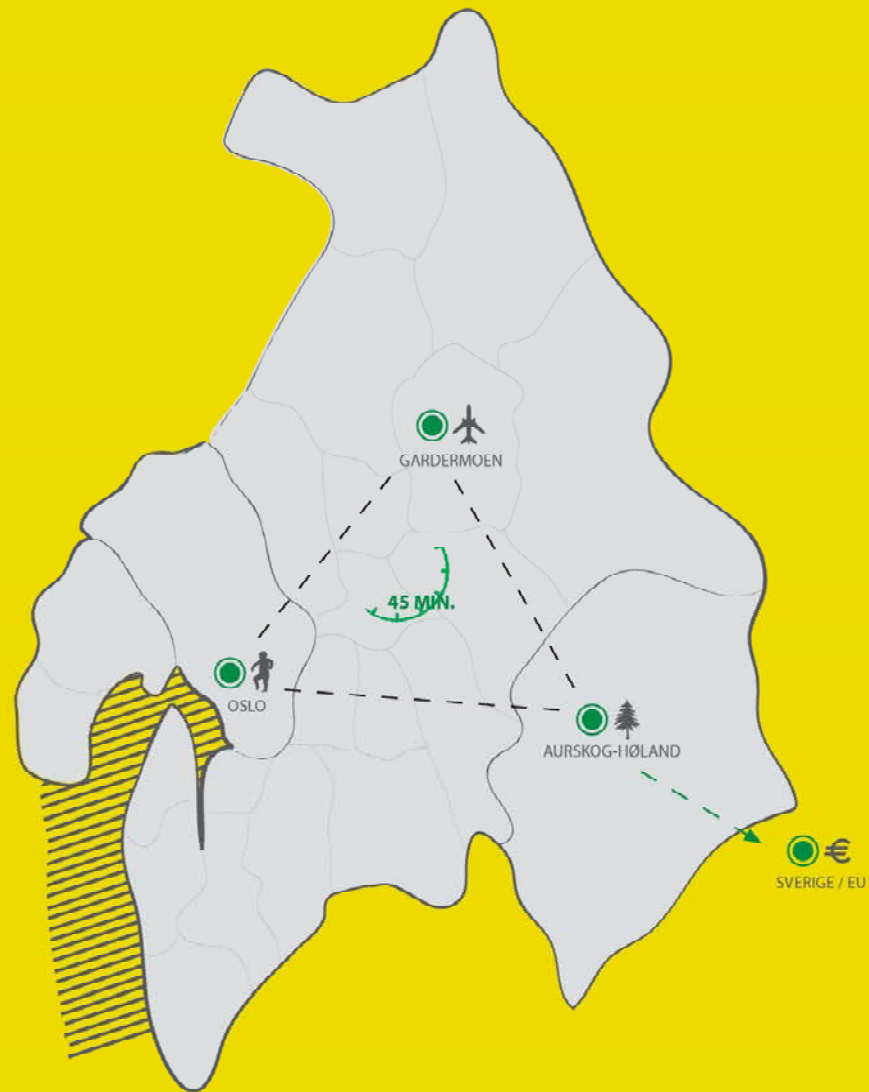 GARDERMOEN
45 MIN.
OSLO
AURSKOG-HØLAND
€
SVERIGE / EU